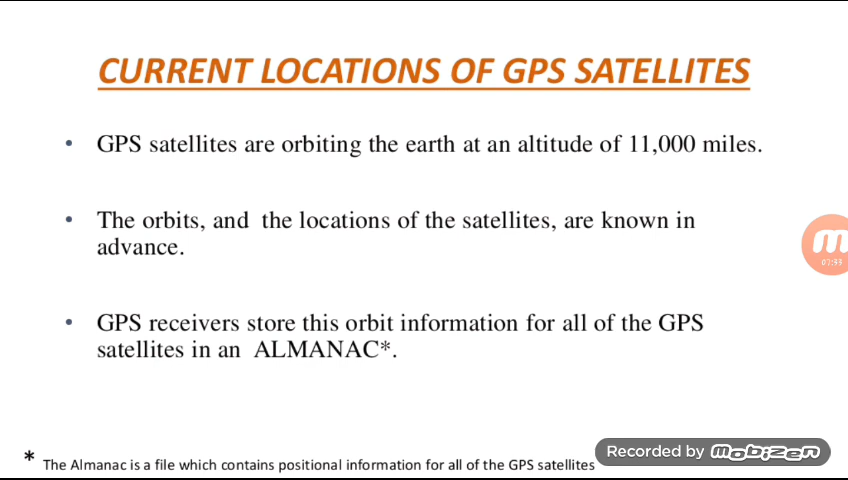 CURRENT LOCATIONS OF GPS SATELLITES
• GPS satellites are orbiting the earth at an altitude of 11,000 miles.
• The orbits, and the locations of the satellites, are known in
advance.
• GPS receivers store this orbit information for all of the GPS
satellites in an ALMANAC*.
* The Almanac is a file which contains positional information for all of the GPS satellites
Recorded by mobizen